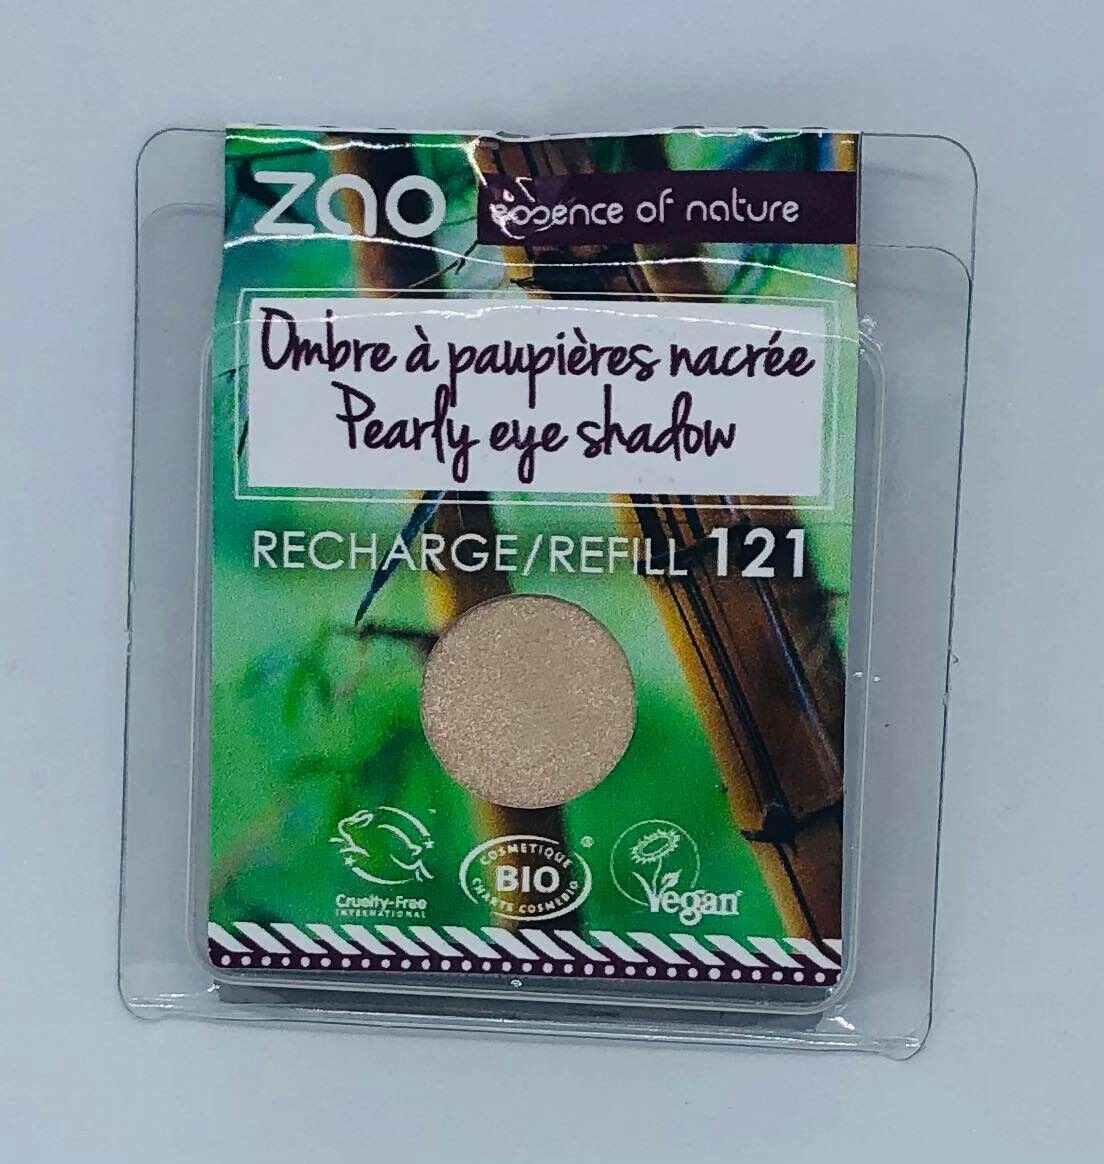 zao essence of nature
Ombre à paupières nacrée
Pearly eye shadow
RECHARGE/REFILL 121
Cruelty-Free
INTERNATIONAL
COSMETIQUE
BIO
CHARTE COSMEBIO
®
Vegan